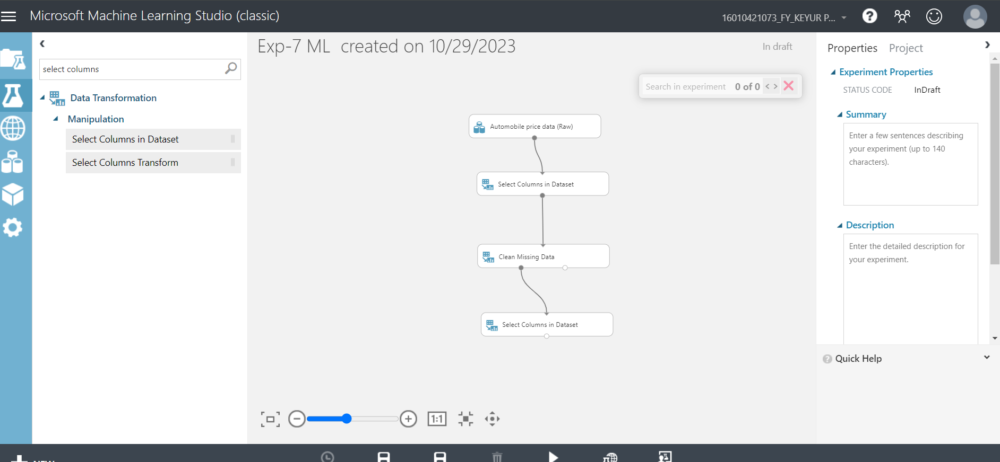 Microsoft Machine Learning Studio (classic)
16010421073_FY_KEYUR P...
?
select columns
Data Transformation
Manipulation
Select Columns in Dataset
Select Columns Transform
Exp-7 ML created on 10/29/2023
In draft
Search in experiment 0 of 0 < >
Automobile price data (Raw)
Select Columns in Dataset
Clean Missing Data
Select Columns in Dataset
1:1
Properties Project
Experiment Properties
STATUS CODE InDraft
Summary
Enter a few sentences describing
your experiment (up to 140
characters).
Description
Enter the detailed description for
your experiment.
? Quick Help
NEW